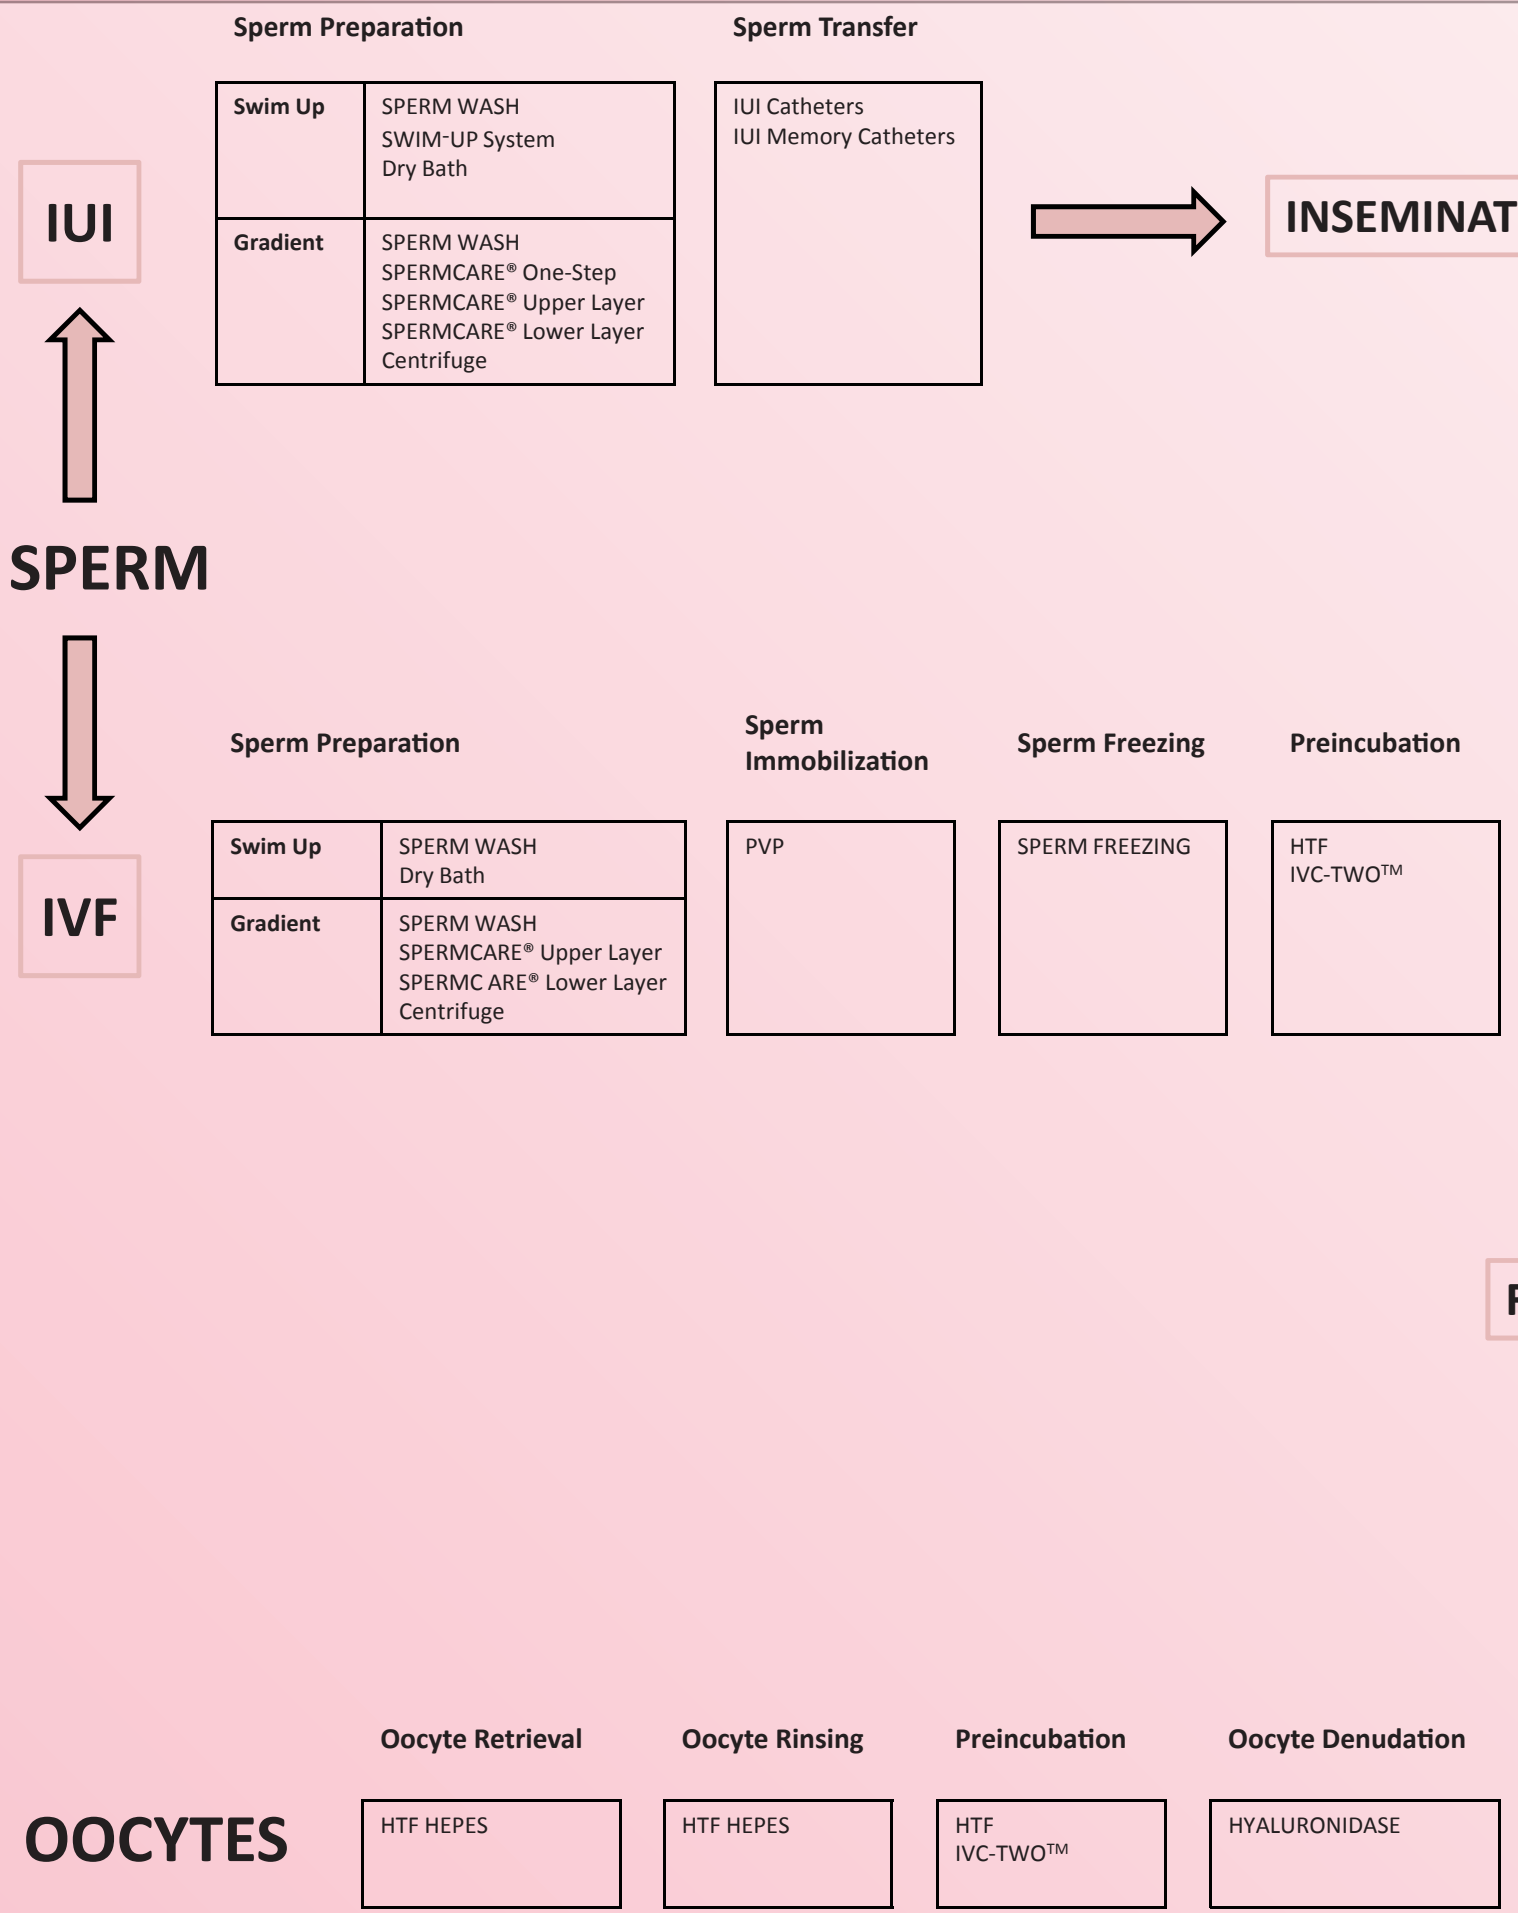 Sperm Preparation
Sperm Transfer
Swim Up
SPERM WASH
SWIM-UP System
Dry Bath
Gradient
SPERM WASH
SPERMCARE® One-Step
SPERMCARE® Upper Layer
SPERMCARE® Lower Layer
Centrifuge
IUI Catheters
IUI Memory Catheters
IUI
INSEMINAT
SPERM
IVF
Sperm Preparation
Sperm
Immobilization
Sperm Freezing
Preincubation
Swim Up
SPERM WASH
Dry Bath
Gradient
SPERM WASH
SPERMCARE® Upper Layer
SPERMC ARE® Lower Layer
Centrifuge
PVP
SPERM FREEZING
HTF
IVC-TWO™
Oocyte Retrieval
Oocyte Rinsing
Preincubation
Oocyte Denudation
OOCYTES
HTF HEPES
HTF HEPES
HTF
IVC-TWO™
HYALURONIDASE